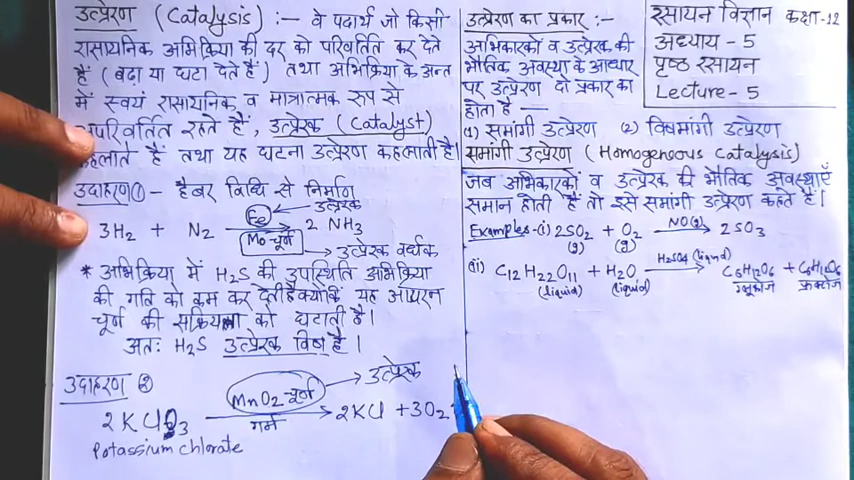 उत्प्रेरण (Catalysis) :— वे पदार्थ जो किसी
रासायनिक अभिक्रिया की दर को परिवर्तित कर देते
हैं (बढ़ा या घटा देते हैं) तथा अभिक्रिया के अन्त
में स्वयं रासायनिक व मात्रात्मक रूप से
अपरिवर्तित रहते हैं, उत्प्रेरक (Catalyst)
कहलाते हैं तथा यह घटना उत्प्रेरण कहलाती है।
उदाहरण① – हैबर विधि से निर्माण
उत्प्रेरक
3H2 + N2 Fe 2 NH3
Mo-चूर्ण → उत्प्रेरक वर्धक
* अभिक्रिया में H2S की उपस्थिति अभिक्रिया
की गति को कम कर देती है क्योंकि यह आयरन
चूर्ण की सक्रियता को घटाती है।
अतः H2S उत्प्रेरक विष है।
उदाहरण ②
MnO2-चूर्ण → उत्प्रेरक
2KClO3 → गर्म 2KCl + 3O2
Potassium chlorate
उत्प्रेरण का प्रकार :-
अभिकारकों व उत्प्रेरक की
भौतिक अवस्था के आधार
पर उत्प्रेरण दो प्रकार का
होता है —
(1) समांगी उत्प्रेरण (2) विषमांगी उत्प्रेरण
समांगी उत्प्रेरण (Homogeneous Catalysis)
जब अभिकारकों व उत्प्रेरक की भौतिक अवस्थाएँ
समान होती हैं तो इसे समांगी उत्प्रेरण कहते हैं।
Examples-(i) 2SO2 + O2 NO(g) → 2SO3
(g) (g)
(ii) C12H22O11 + H2O H2SO4 (liquid) → C6H12O6 + C6H12O6
(liquid) (liquid) ग्लूकोज फ्रक्टोज
रसायन विज्ञान कक्षा-12
अध्याय - 5
पृष्ठ रसायन
Lecture - 5